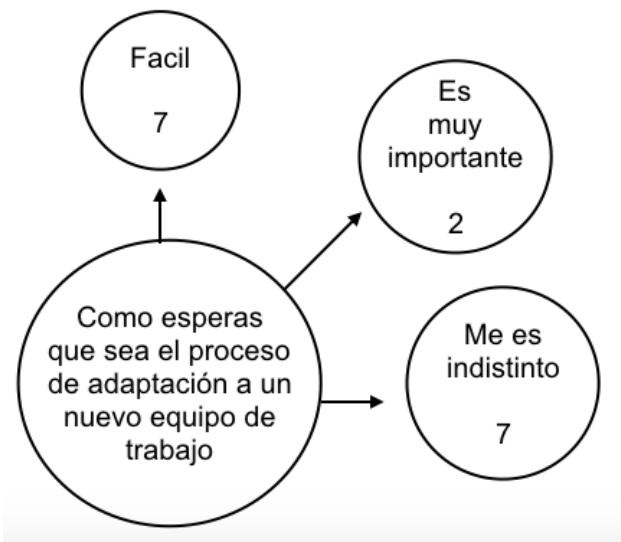 Facil
7
Es
muy
importante
2
Como esperas
que sea el proceso
de adaptación a un
nuevo equipo de
trabajo
Me es
indistinto
7